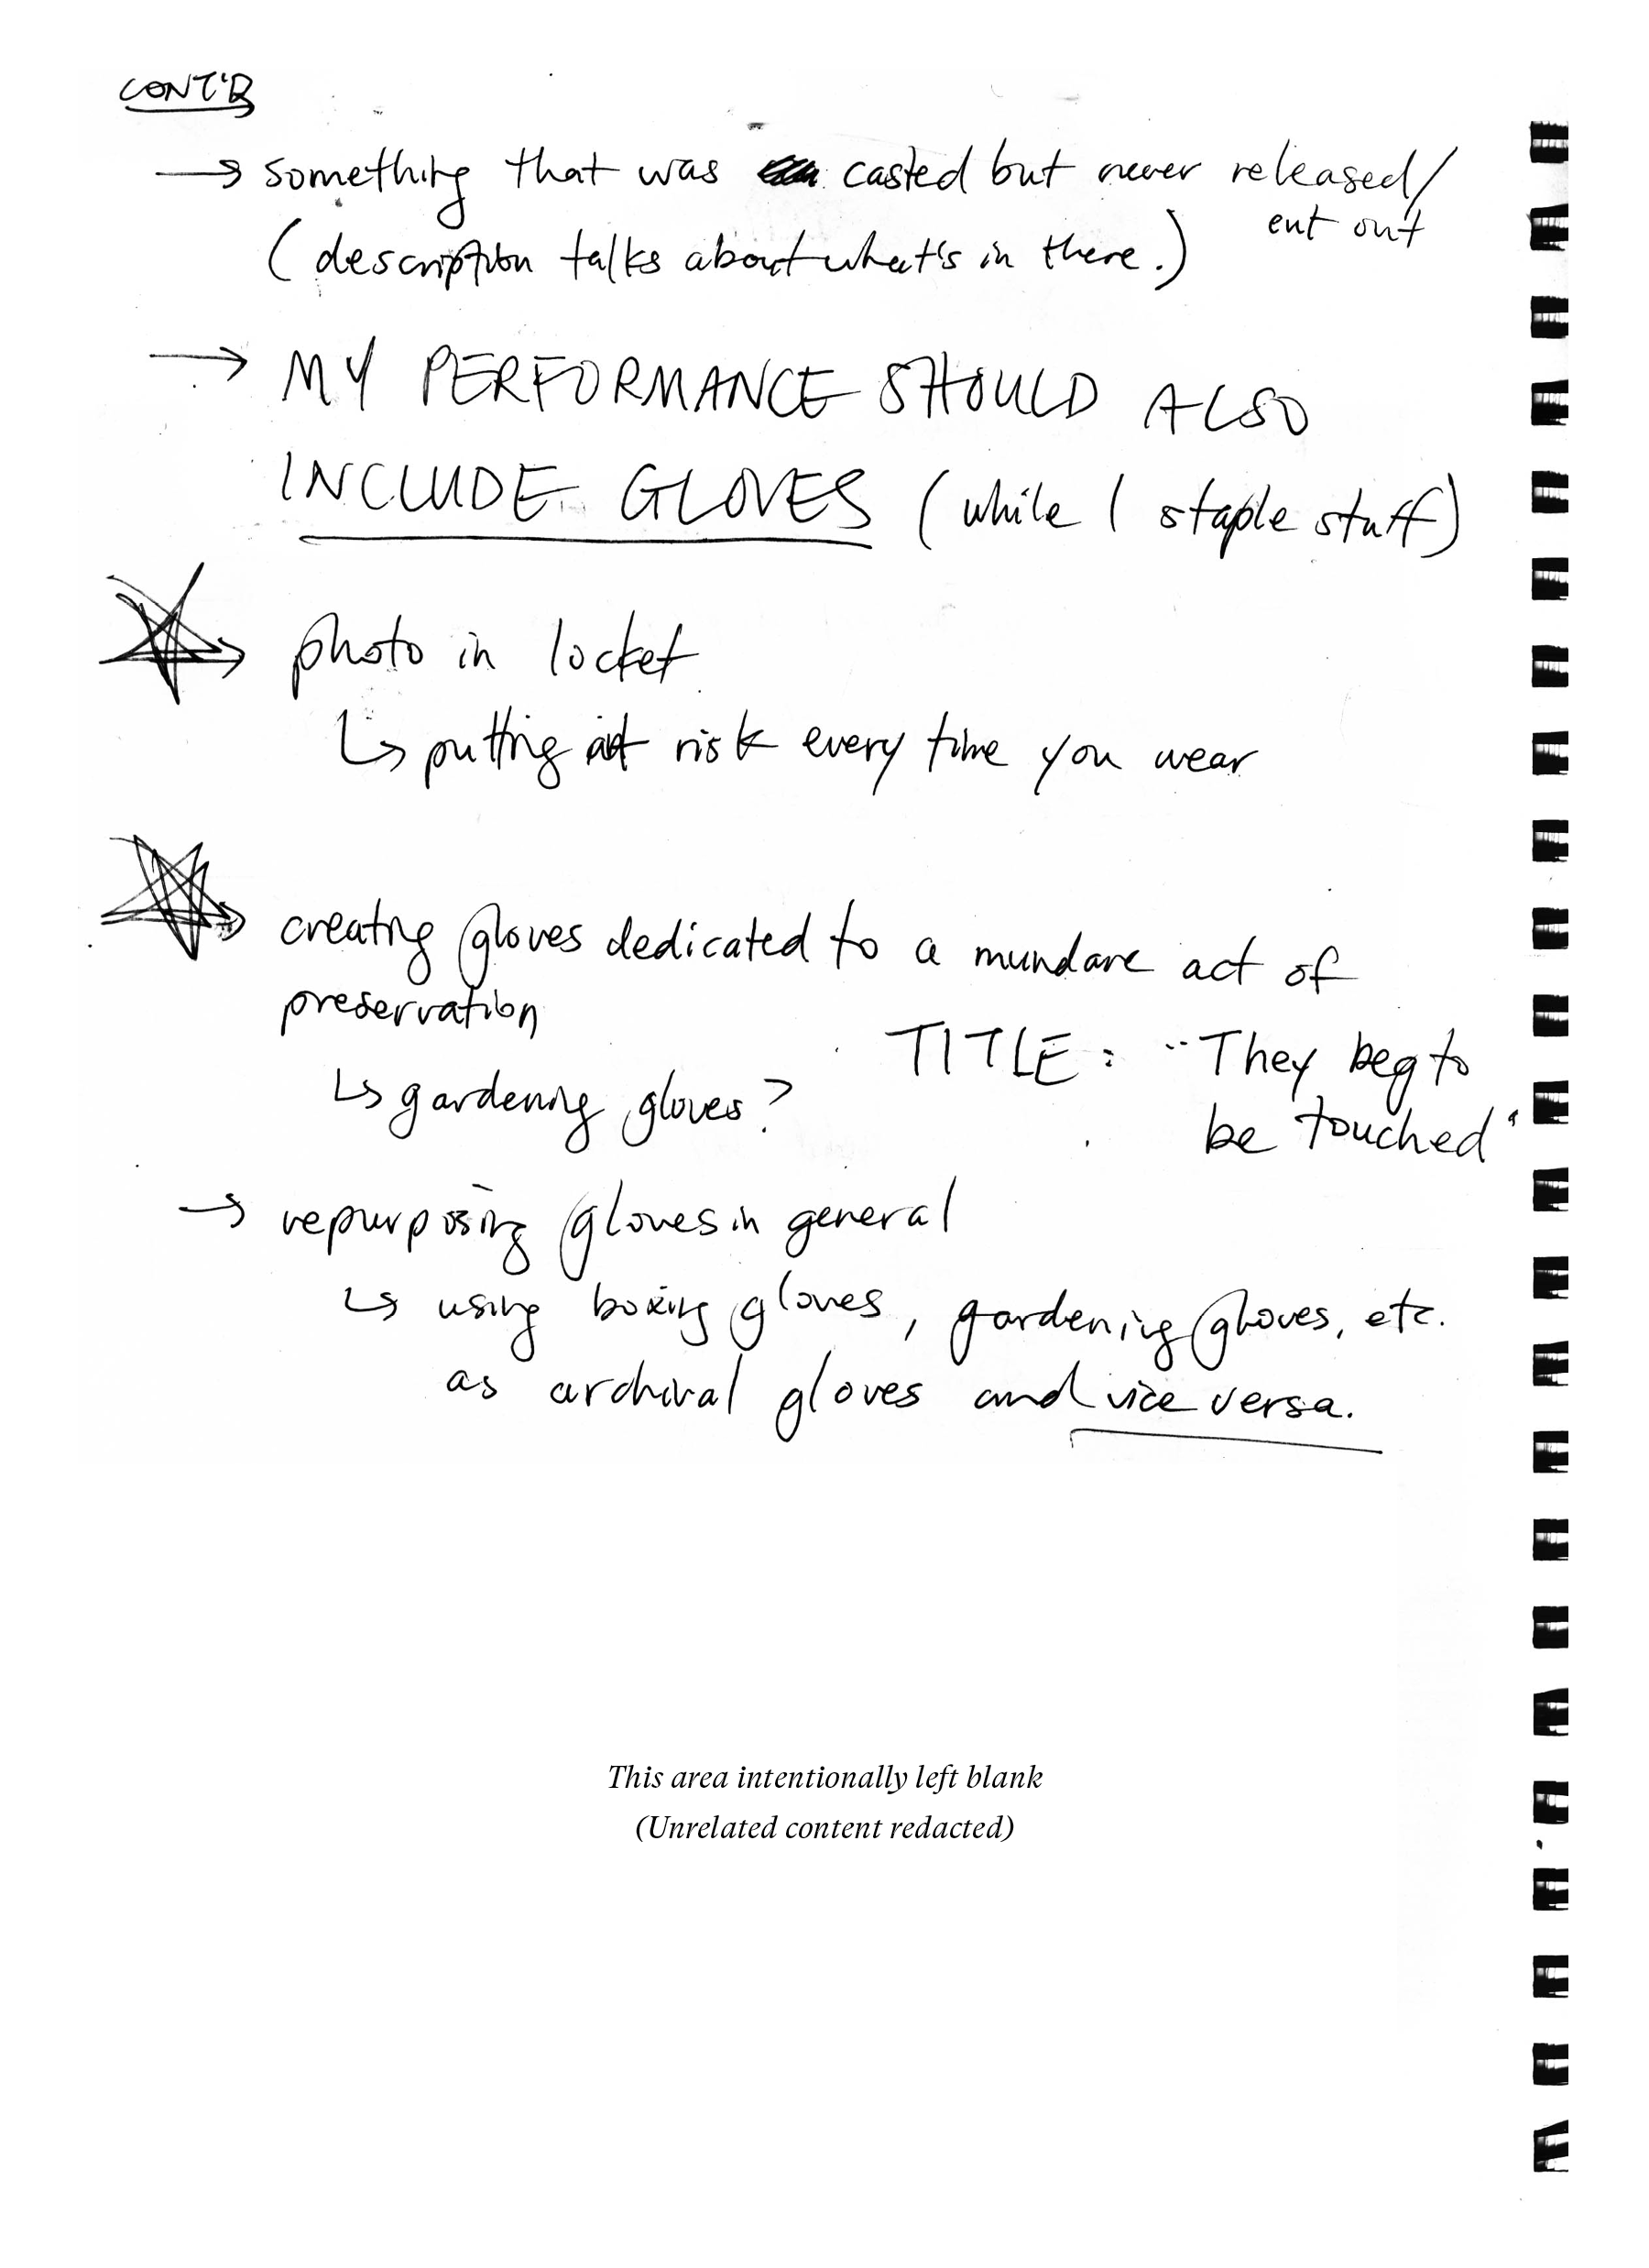 CONT'D
→ something that was casted but never released/
cut out
(description talks about what's in there.)
→ MY PERFORMANCE SHOULD ALSO
INCLUDE GLOVES (while I staple stuff)
→ photo in locket
↳ putting at risk every time you wear
→ creating gloves dedicated to a mundane act of
preservation
TITLE: "They beg to
be touched"
↳ gardening gloves?
→ repurposing gloves in general
↳ using boxing gloves, gardening gloves, etc.
as archival gloves and vice versa.
This area intentionally left blank
(Unrelated content redacted)